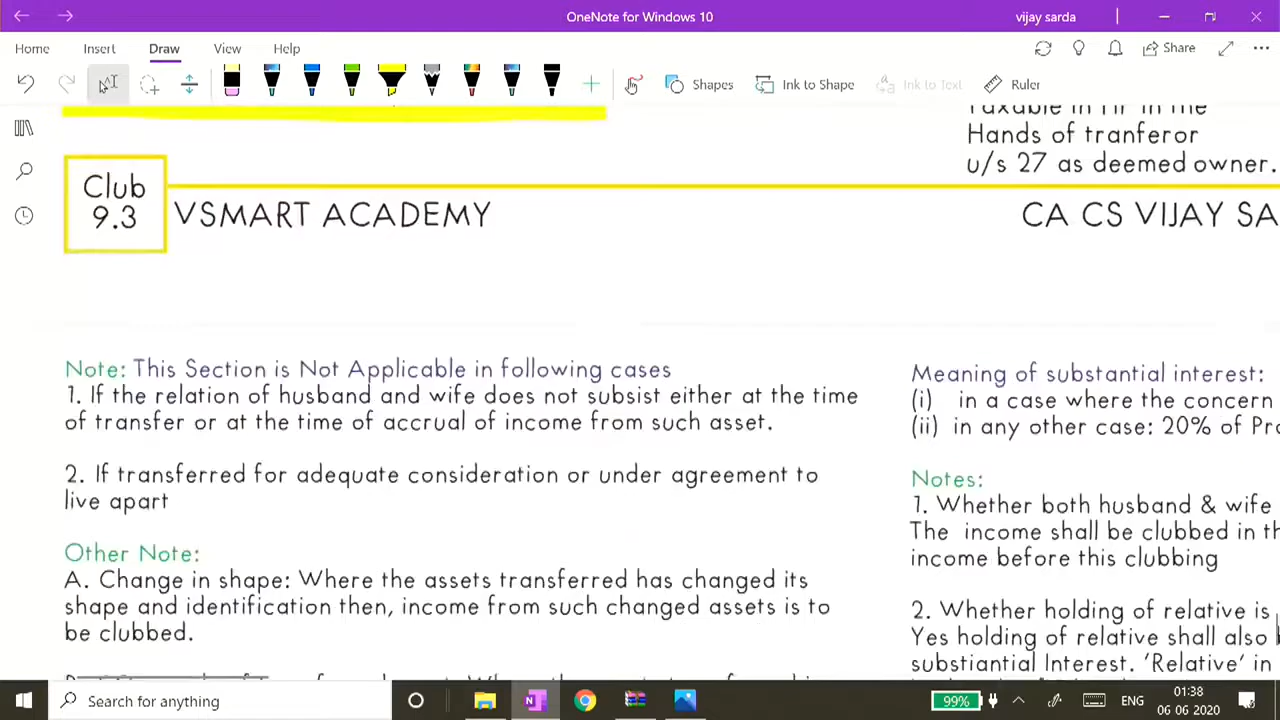 OneNote for Windows 10
vijay sarda
Home Insert Draw View Help
Share
Shapes
Ink to Shape
Ink to Text
Ruler
Taxable in HP in the
Hands of tranferor
u/s 27 as deemed owner.
Club
9.3
VSMART ACADEMY
CA CS VIJAY SA
Note: This Section is Not Applicable in following cases
1. If the relation of husband and wife does not subsist either at the time
of transfer or at the time of accrual of income from such asset.
2. If transferred for adequate consideration or under agreement to
live apart
Other Note:
A. Change in shape: Where the assets transferred has changed its
shape and identification then, income from such changed assets is to
be clubbed.
Meaning of substantial interest:
(i) in a case where the concern
(ii) in any other case: 20% of Pro
Notes:
1. Whether both husband & wife
The income shall be clubbed in th
income before this clubbing
2. Whether holding of relative is
Yes holding of relative shall also
substiantial Interest. 'Relative' in
Search for anything
99%
ENG
01:38
06 06 2020